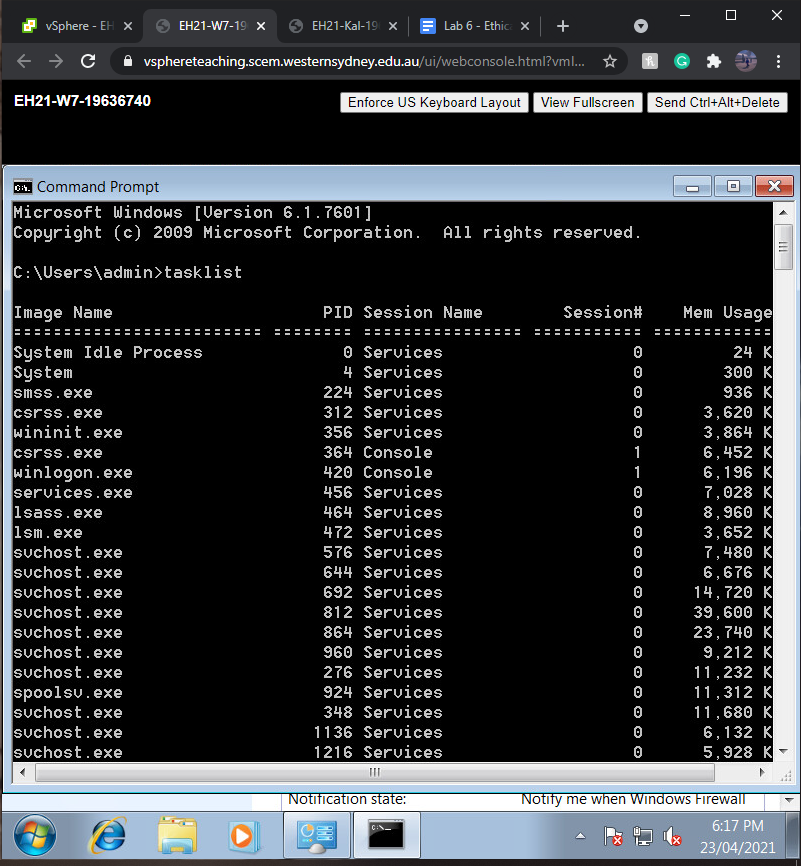 vSphere - EH
EH21-W7-19
EH21-Kal-19
Lab 6 - Ethica
vsphereteaching.scem.westernsydney.edu.au/ui/webconsole.html?vml...
EH21-W7-19636740
Enforce US Keyboard Layout
View Fullscreen
Send Ctrl+Alt+Delete
Command Prompt
Microsoft Windows [Version 6.1.7601]
Copyright (c) 2009 Microsoft Corporation.  All rights reserved.
C:\Users\admin>tasklist
Image Name                     PID Session Name        Session#    Mem Usage
========================= ======== ================ =========== ============
System Idle Process              0 Services                   0         24 K
System                           4 Services                   0        300 K
smss.exe                       224 Services                   0        936 K
csrss.exe                      312 Services                   0      3,620 K
wininit.exe                    356 Services                   0      3,864 K
csrss.exe                      364 Console                    1      6,452 K
winlogon.exe                   420 Console                    1      6,196 K
services.exe                   456 Services                   0      7,028 K
lsass.exe                      464 Services                   0      8,960 K
lsm.exe                        472 Services                   0      3,652 K
svchost.exe                    576 Services                   0      7,480 K
svchost.exe                    644 Services                   0      6,676 K
svchost.exe                    692 Services                   0     14,720 K
svchost.exe                    812 Services                   0     39,600 K
svchost.exe                    864 Services                   0     23,740 K
svchost.exe                    960 Services                   0      9,212 K
svchost.exe                    276 Services                   0     11,232 K
spoolsv.exe                    924 Services                   0     11,312 K
svchost.exe                    348 Services                   0     11,680 K
svchost.exe                   1136 Services                   0      6,132 K
svchost.exe                   1216 Services                   0      5,928 K
Notification state:
Notify me when Windows Firewall
6:17 PM
23/04/2021